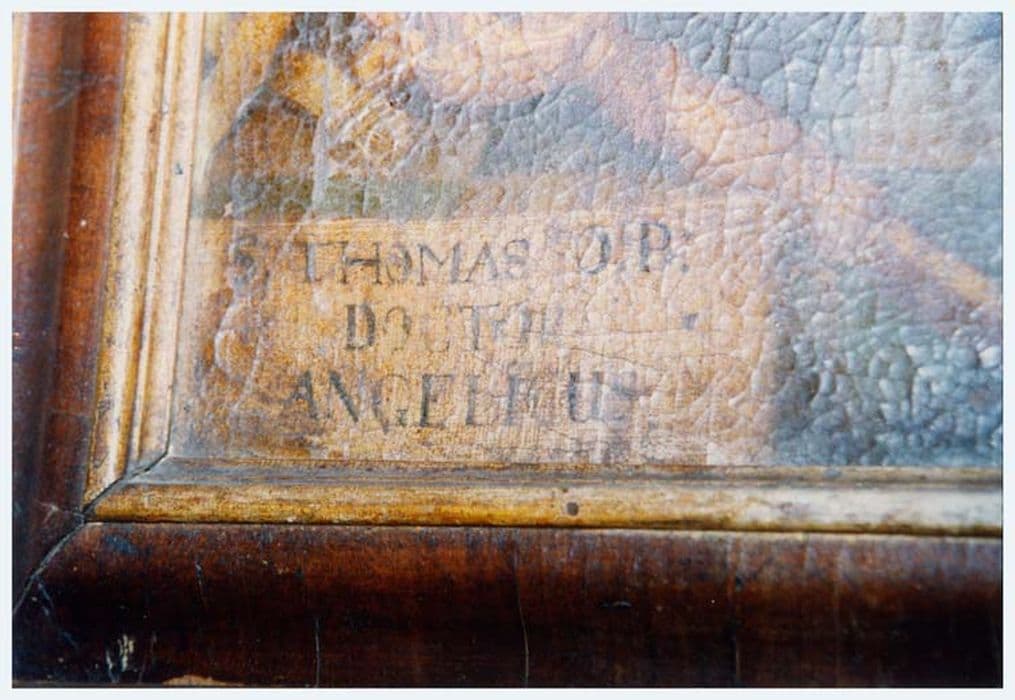 S. THOMAS O.P.
DOCTOR
ANGELICUS